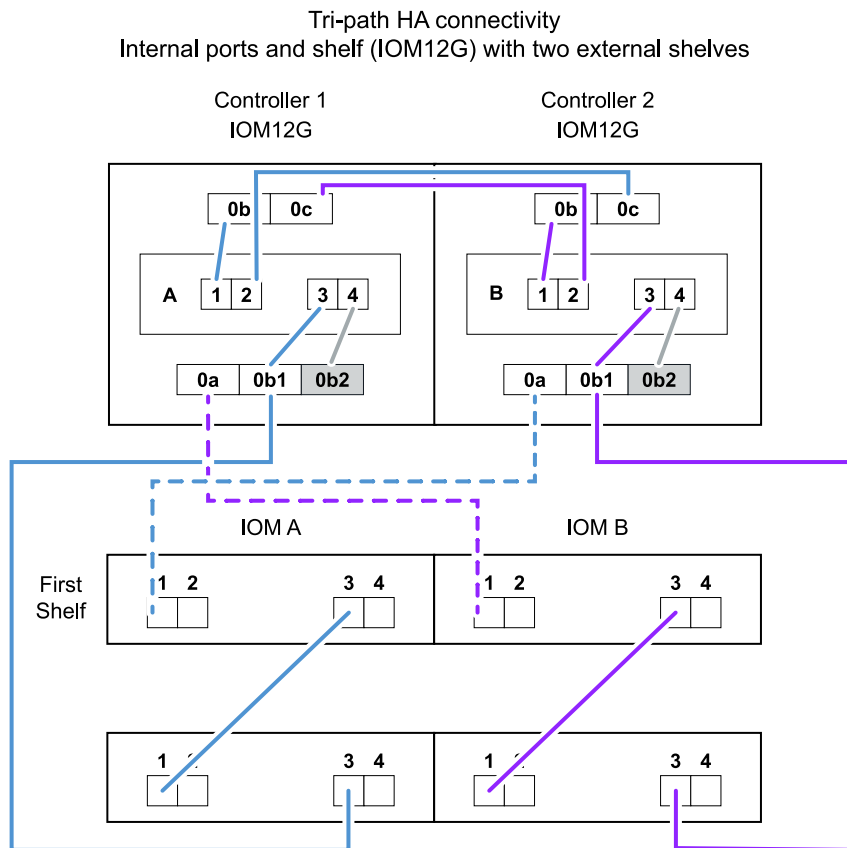 Tri-path HA connectivity
Internal ports and shelf (IOM12G) with two external shelves
Controller 1
IOM12G
Controller 2
IOM12G
0b 0c
0b 0c
A 1 2 3 4
B 1 2 3 4
0a 0b1 0b2
0a 0b1 0b2
IOM A
IOM B
First
Shelf
1 2 3 4
1 2 3 4
1 3 4
1 2 3 4